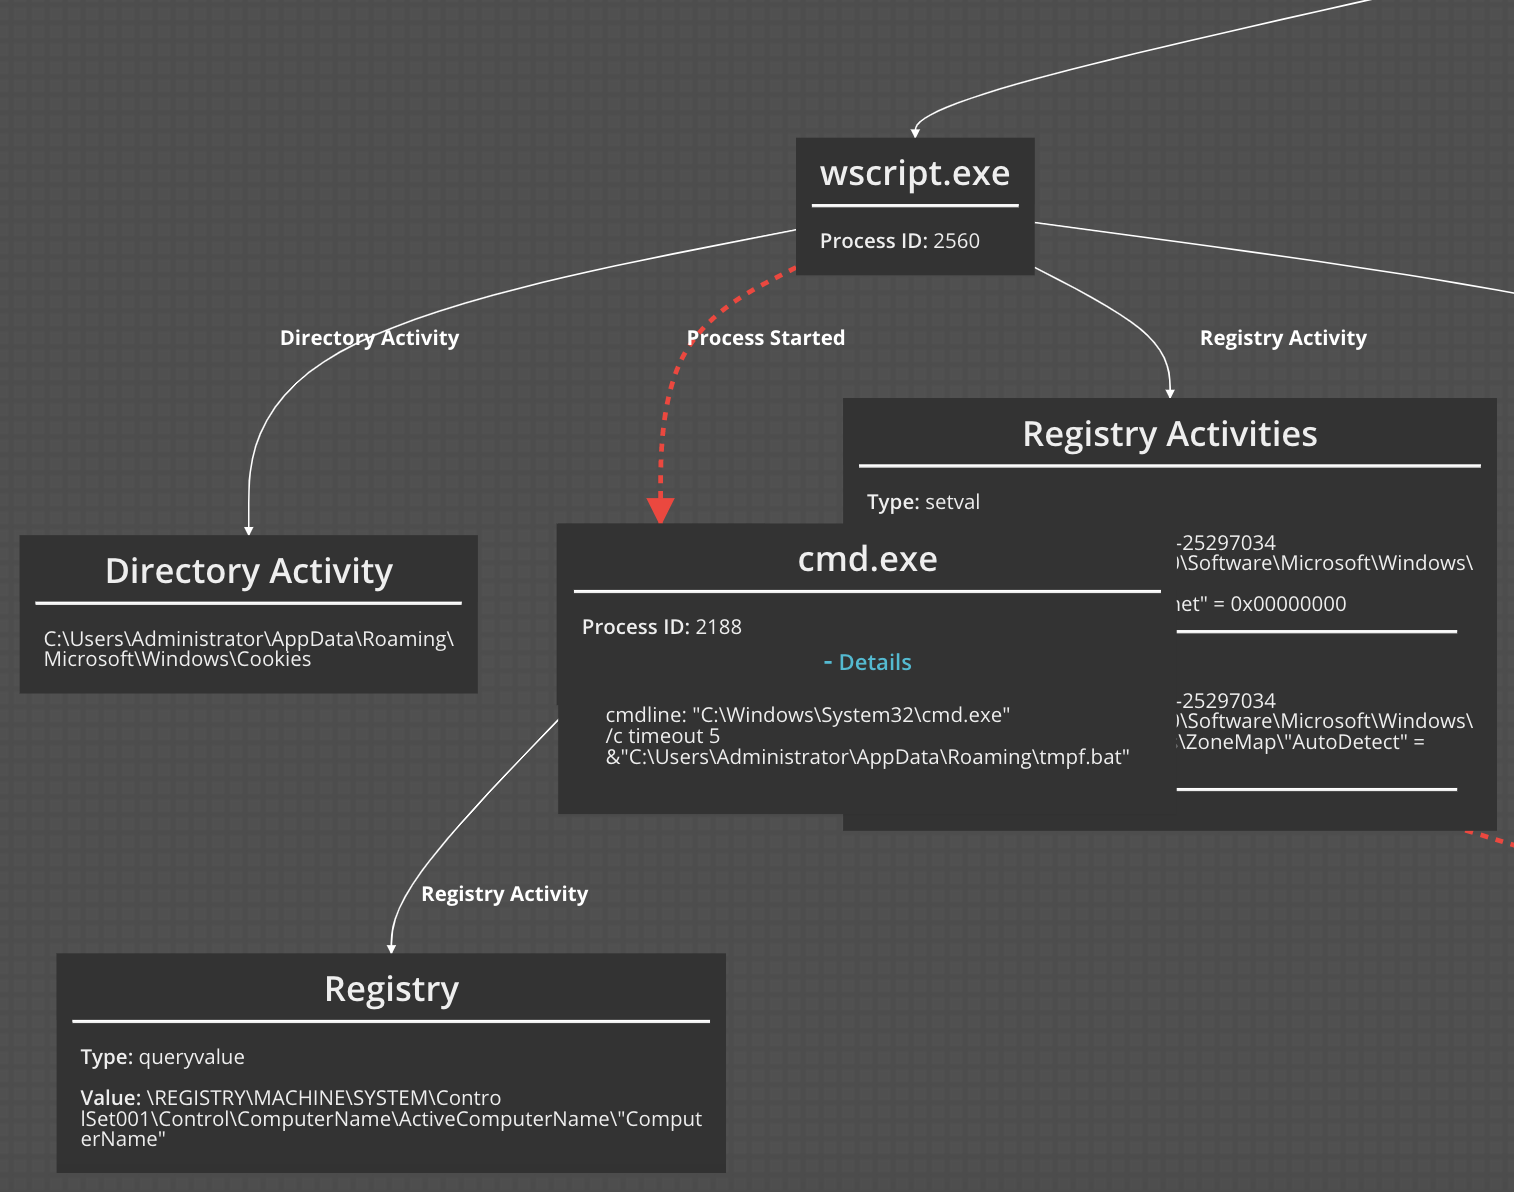 wscript.exe
Process ID: 2560
Directory Activity
Process Started
Registry Activity
Registry Activities
Type: setval
-25297034
\Software\Microsoft\Windows\
" = 0x00000000
-25297034
\Software\Microsoft\Windows\
\ZoneMap\"AutoDetect" =
cmd.exe
Process ID: 2188
- Details
cmdline: "C:\Windows\System32\cmd.exe"
/c timeout 5
&"C:\Users\Administrator\AppData\Roaming\tmpf.bat"
Directory Activity
C:\Users\Administrator\AppData\Roaming\
Microsoft\Windows\Cookies
Registry Activity
Registry
Type: queryvalue
Value: \REGISTRY\MACHINE\SYSTEM\Contro
lSet001\Control\ComputerName\ActiveComputerName\"Comput
erName"